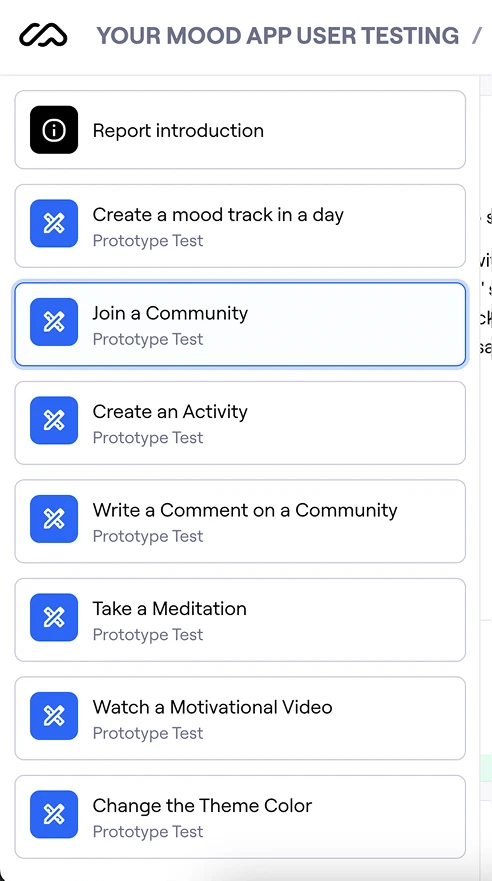 YOUR MOOD APP USER TESTING /
Report introduction
Create a mood track in a day
Prototype Test
Join a Community
Prototype Test
Create an Activity
Prototype Test
Write a Comment on a Community
Prototype Test
Take a Meditation
Prototype Test
Watch a Motivational Video
Prototype Test
Change the Theme Color
Prototype Test